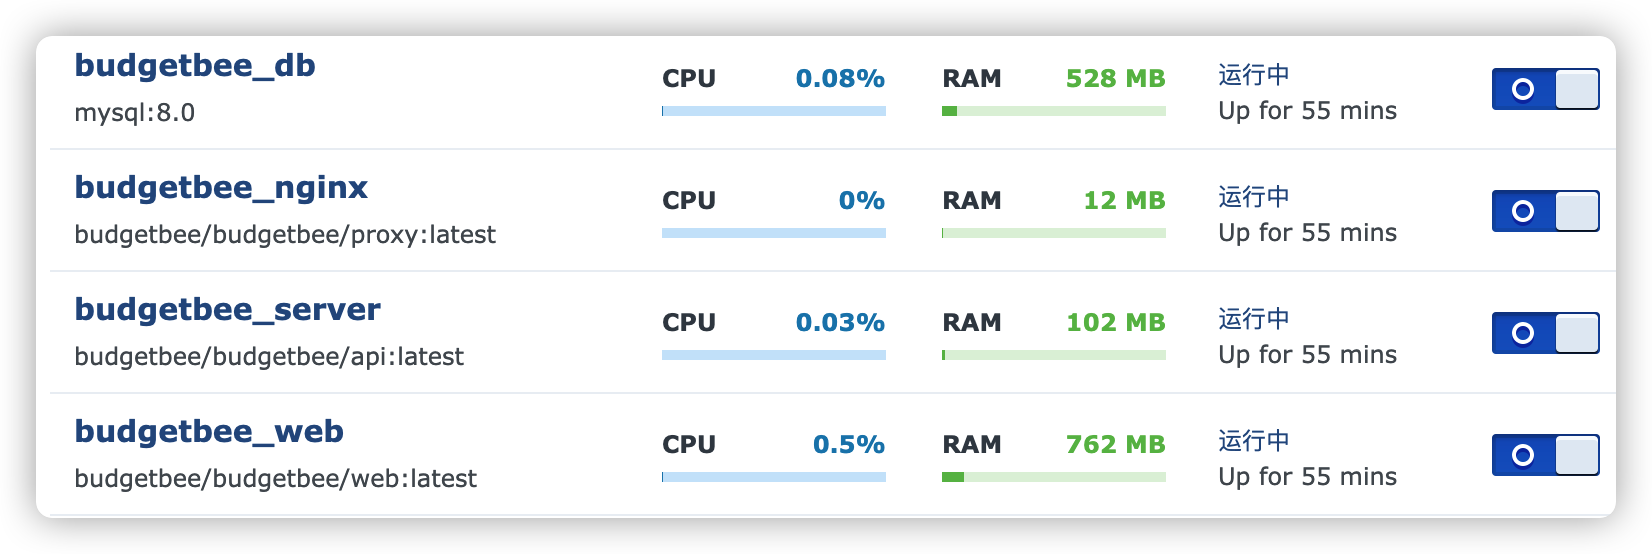 budgetbee_db
mysql:8.0
CPU 0.08%
RAM 528 MB
运行中
Up for 55 mins
budgetbee_nginx
budgetbee/budgetbee/proxy:latest
CPU 0%
RAM 12 MB
运行中
Up for 55 mins
budgetbee_server
budgetbee/budgetbee/api:latest
CPU 0.03%
RAM 102 MB
运行中
Up for 55 mins
budgetbee_web
budgetbee/budgetbee/web:latest
CPU 0.5%
RAM 762 MB
运行中
Up for 55 mins